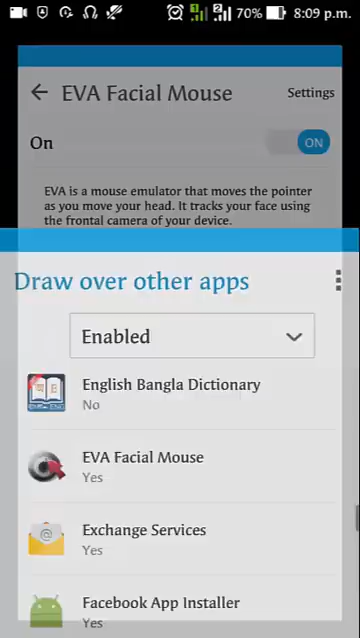 1
2
70%
8:09 p.m.
EVA Facial Mouse
Settings
On
ON
EVA is a mouse emulator that moves the pointer
as you move your head. It tracks your face using
the frontal camera of your device.
Draw over other apps
Enabled
English Bangla Dictionary
No
EVA Facial Mouse
Yes
Exchange Services
Yes
Facebook App Installer
Yes